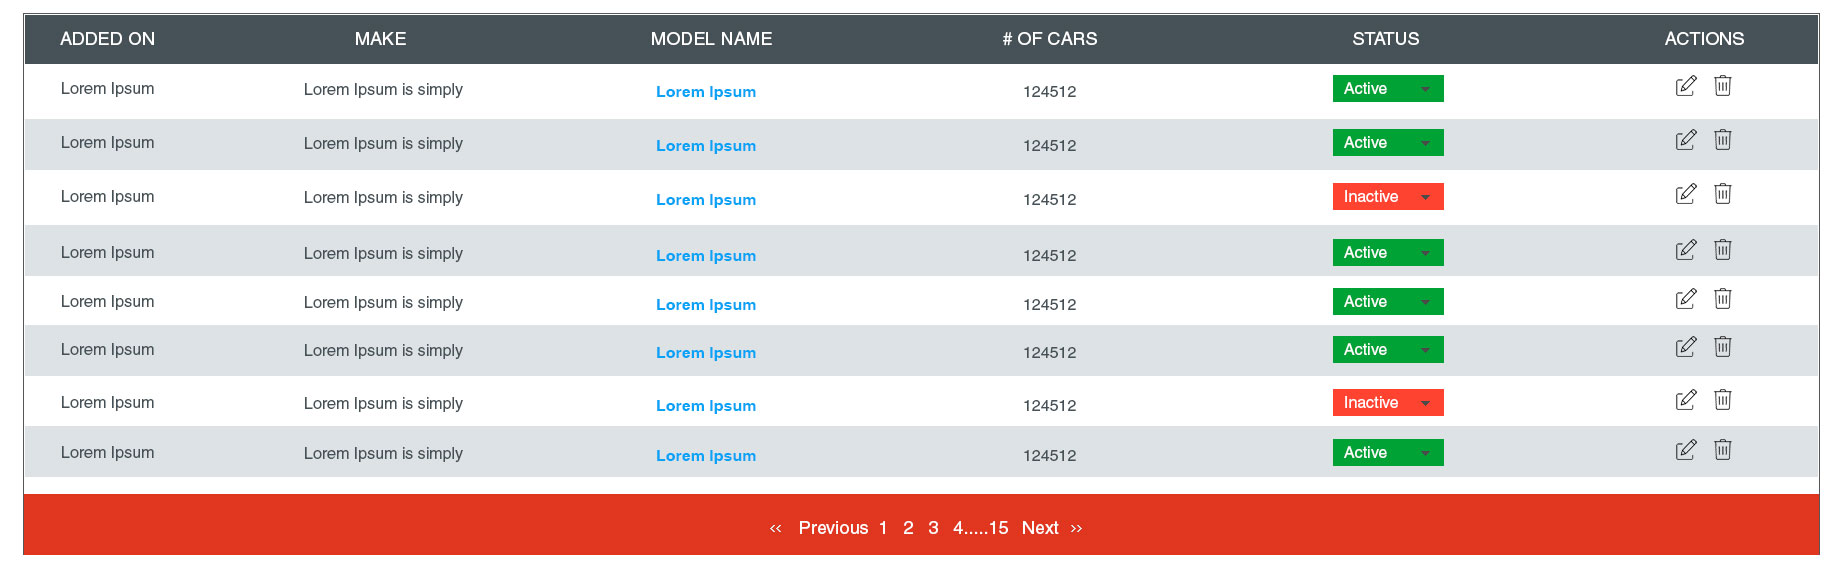 ADDED ON MAKE MODEL NAME # OF CARS STATUS ACTIONS
Lorem Ipsum Lorem Ipsum is simply Lorem Ipsum 124512 Active
Lorem Ipsum Lorem Ipsum is simply Lorem Ipsum 124512 Active
Lorem Ipsum Lorem Ipsum is simply Lorem Ipsum 124512 Inactive
Lorem Ipsum Lorem Ipsum is simply Lorem Ipsum 124512 Active
Lorem Ipsum Lorem Ipsum is simply Lorem Ipsum 124512 Active
Lorem Ipsum Lorem Ipsum is simply Lorem Ipsum 124512 Active
Lorem Ipsum Lorem Ipsum is simply Lorem Ipsum 124512 Inactive
Lorem Ipsum Lorem Ipsum is simply Lorem Ipsum 124512 Active
‹‹ Previous 1 2 3 4.....15 Next ››